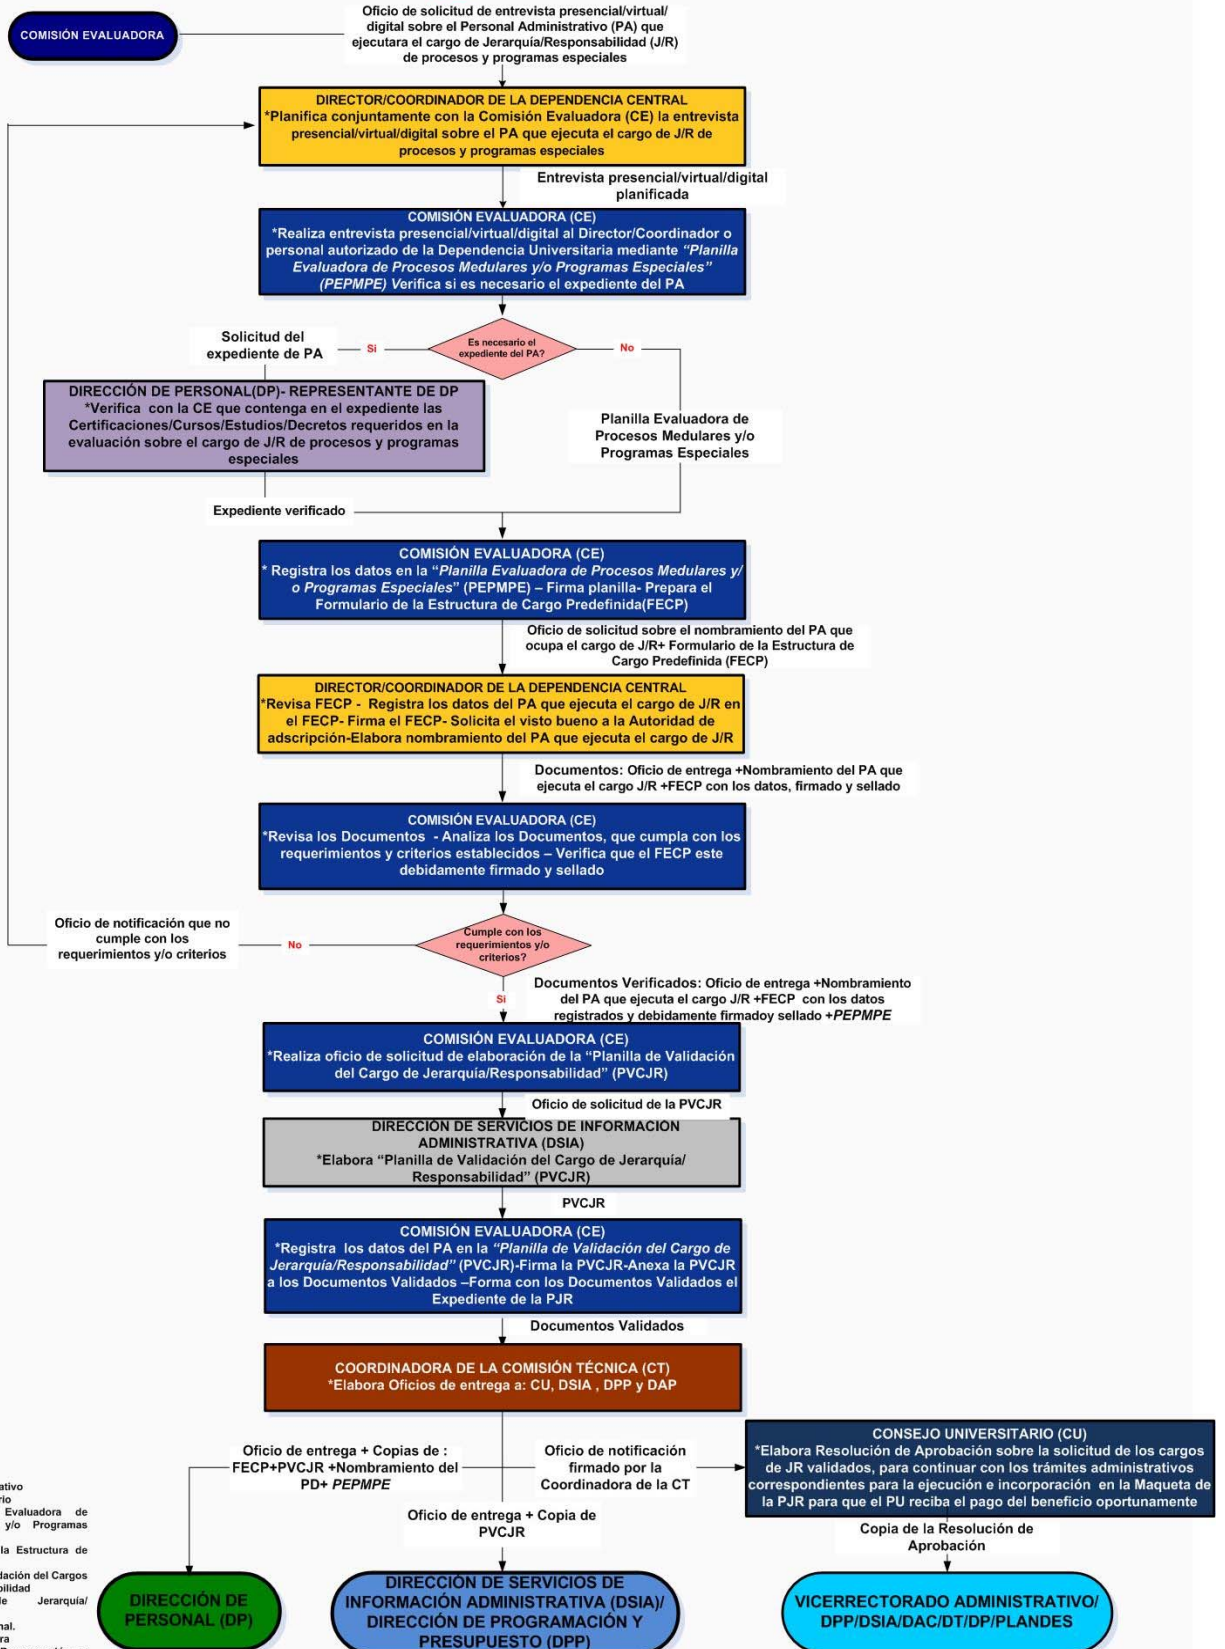 COMISIÓN EVALUADORA
Oficio de solicitud de entrevista presencial/virtual/
digital sobre el Personal Administrativo (PA) que
ejecutara el cargo de Jerarquía/Responsabilidad (J/R)
de procesos y programas especiales
DIRECTOR/COORDINADOR DE LA DEPENDENCIA CENTRAL
*Planifica conjuntamente con la Comisión Evaluadora (CE) la entrevista
presencial/virtual/digital sobre el PA que ejecuta el cargo de J/R de
procesos y programas especiales
Entrevista presencial/virtual/digital
planificada
COMISIÓN EVALUADORA (CE)
*Realiza entrevista presencial/virtual/digital al Director/Coordinador o
personal autorizado de la Dependencia Universitaria mediante “Planilla
Evaluadora de Procesos Medulares y/o Programas Especiales”
(PEPMPE) Verifica si es necesario el expediente del PA
Solicitud del
expediente de PA
Si
Es necesario el
expediente del PA?
No
DIRECCIÓN DE PERSONAL(DP)- REPRESENTANTE DE DP
*Verifica con la CE que contenga en el expediente las
Certificaciones/Cursos/Estudios/Decretos requeridos en la
evaluación sobre el cargo de J/R de procesos y programas
especiales
Planilla Evaluadora de
Procesos Medulares y/o
Programas Especiales
Expediente verificado
COMISIÓN EVALUADORA (CE)
* Registra los datos en la “Planilla Evaluadora de Procesos Medulares y/
o Programas Especiales” (PEPMPE) – Firma planilla- Prepara el
Formulario de la Estructura de Cargo Predefinida(FECP)
Oficio de solicitud sobre el nombramiento del PA que
ocupa el cargo de J/R+ Formulario de la Estructura de
Cargo Predefinida (FECP)
DIRECTOR/COORDINADOR DE LA DEPENDENCIA CENTRAL
*Revisa FECP - Registra los datos del PA que ejecuta el cargo de J/R en
el FECP- Firma el FECP- Solicita el visto bueno a la Autoridad de
adscripción-Elabora nombramiento del PA que ejecuta el cargo de J/R
Documentos: Oficio de entrega +Nombramiento del PA que
ejecuta el cargo J/R +FECP con los datos, firmado y sellado
COMISIÓN EVALUADORA (CE)
*Revisa los Documentos - Analiza los Documentos, que cumpla con los
requerimientos y criterios establecidos – Verifica que el FECP este
debidamente firmado y sellado
Oficio de notificación que no
cumple con los
requerimientos y/o criterios
No
Cumple con los
requerimientos y/o
criterios?
Si
Documentos Verificados: Oficio de entrega +Nombramiento
del PA que ejecuta el cargo J/R +FECP con los datos
registrados y debidamente firmadoy sellado +PEPMPE
COMISIÓN EVALUADORA (CE)
*Realiza oficio de solicitud de elaboración de la “Planilla de Validación
del Cargo de Jerarquía/Responsabilidad” (PVCJR)
Oficio de solicitud de la PVCJR
DIRECCIÓN DE SERVICIOS DE INFORMACIÓN
ADMINISTRATIVA (DSIA)
*Elabora “Planilla de Validación del Cargo de Jerarquía/
Responsabilidad” (PVCJR)
PVCJR
COMISIÓN EVALUADORA (CE)
*Registra los datos del PA en la “Planilla de Validación del Cargo de
Jerarquía/Responsabilidad” (PVCJR)-Firma la PVCJR-Anexa la PVCJR
a los Documentos Validados –Forma con los Documentos Validados el
Expediente de la PJR
Documentos Validados
COORDINADORA DE LA COMISIÓN TÉCNICA (CT)
*Elabora Oficios de entrega a: CU, DSIA , DPP y DAP
Oficio de entrega + Copias de :
FECP+PVCJR +Nombramiento del
PD+ PEPMPE
Oficio de notificación
firmado por la
Coordinadora de la CT
CONSEJO UNIVERSITARIO (CU)
*Elabora Resolución de Aprobación sobre la solicitud de los cargos
de JR validados, para continuar con los trámites administrativos
correspondientes para la ejecución e incorporación en la Maqueta de
la PJR para que el PU reciba el pago del beneficio oportunamente
Oficio de entrega + Copia de
PVCJR
Copia de la Resolución de
Aprobación
DIRECCIÓN DE
PERSONAL (DP)
DIRECCIÓN DE SERVICIOS DE
INFORMACIÓN ADMINISTRATIVA (DSIA)/
DIRECCIÓN DE PROGRAMACIÓN Y
PRESUPUESTO (DPP)
VICERRECTORADO ADMINISTRATIVO/
DPP/DSIA/DAC/DT/DP/PLANDES
Evaluadora de
y/o Programas
la Estructura de
dación del Cargos
de Jerarquía/